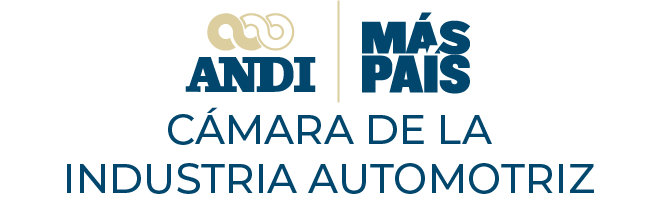 ANDI
MÁS
PAÍS
CÁMARA DE LA
INDUSTRIA AUTOMOTRIZ